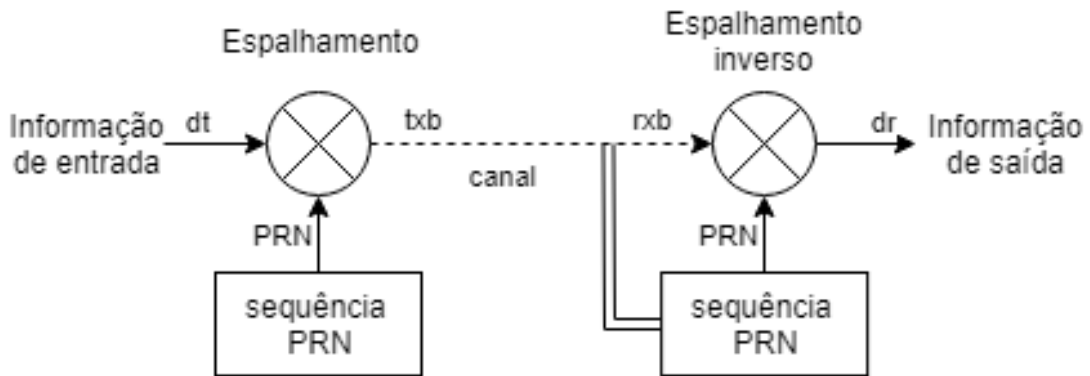 Espalhamento
Espalhamento
inverso
Informação
de entrada
dt
txb
canal
rxb
dr
Informação
de saída
PRN
PRN
sequência
PRN
sequência
PRN